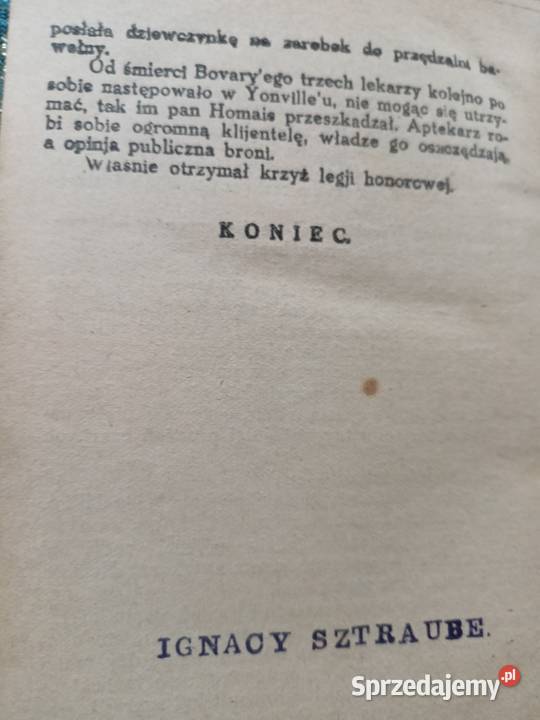 posłała dziewczynkę na zarobek do przędzalni ba-
wełny.
Od śmierci Bovary'ego trzech lekarzy kolejno po
sobie następowało w Yonville'u, nie mogąc się utrzy-
mać, tak im pan Homais przeszkadzał. Aptekarz ro-
bi sobie ogromną klijentelę, władze go oszczędzają,
a opinja publiczna broni.
Właśnie otrzymał krzyż legji honorowej.
KONIEC.
IGNACY SZTRAUBE.
Sprzedajemy.pl